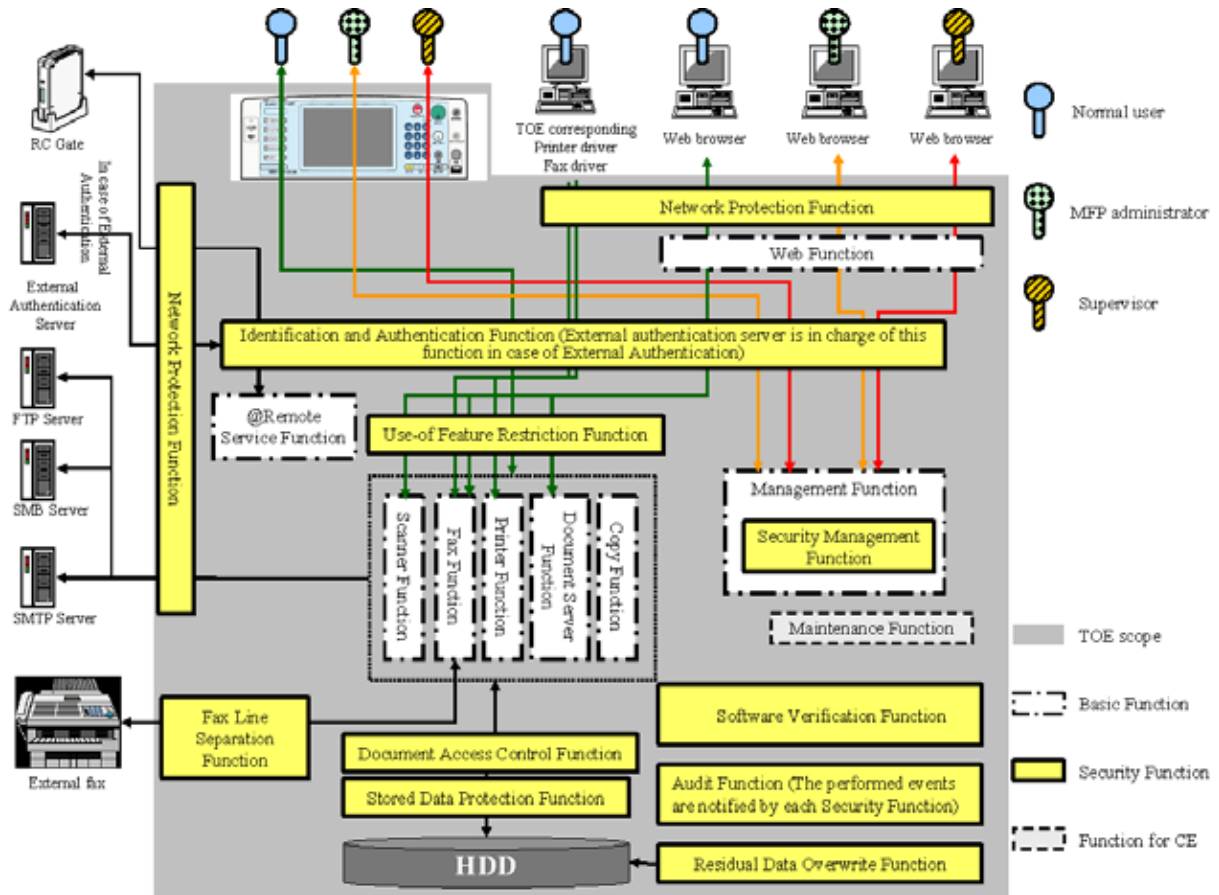 RC Gate
In case of External
Authentication
External
Authentication
Server
FTP Server
SMB Server
SMTP Server
External fax
TOE corresponding
Printer driver
Fax driver
Web browser
Web browser
Web browser
Normal user
MFP administrator
Supervisor
Network Protection Function
Web Function
Network Protection Function
Identification and Authentication Function (External authentication server is in charge of this
function in case of External Authentication)
@Remote
Service Function
Use-of Feature Restriction Function
Scanner Function
Fax Function
Printer Function
Document Server
Function
Copy Function
Management Function
Security Management
Function
Maintenance Function
Fax Line
Separation
Function
Document Access Control Function
Stored Data Protection Function
HDD
Software Verification Function
Audit Function (The performed events
are notified by each Security Function)
Residual Data Overwrite Function
TOE scope
Basic Function
Security Function
Function for CE